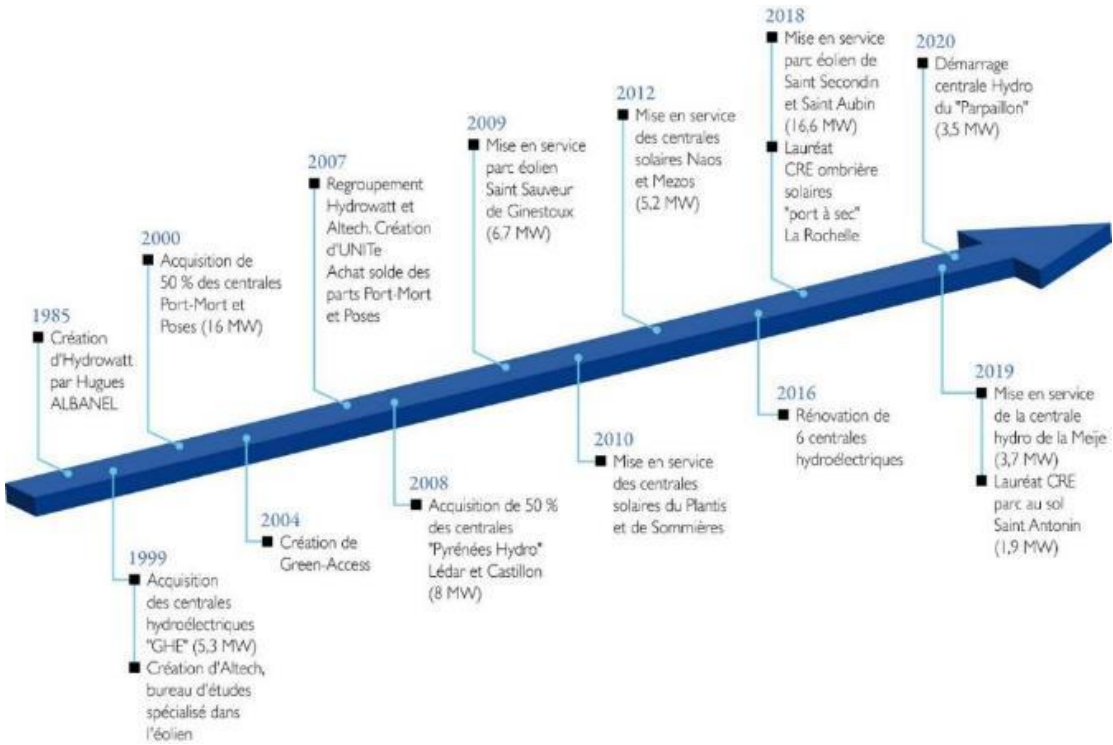 1985
Création
d'Hydrowatt
par Hugues
ALBANEL
1999
Acquisition
des centrales
hydroélectriques
"GHE" (5,3 MW)
Création d'Altech,
bureau d'études
spécialisé dans
l'éolien
2000
Acquisition de
50 % des centrales
Port-Mort et
Poses (16 MW)
2004
Création de
Green-Access
2007
Regroupement
Hydrowatt et
Altech. Création
d'UNITe
Achat solde des
parts Port-Mort
et Poses
2008
Acquisition de 50 %
des centrales
"Pyrénées Hydro"
Lédar et Castillon
(8 MW)
2009
Mise en service
parc éolien
Saint Sauveur
de Ginestoux
(6,7 MW)
2010
Mise en service
des centrales
solaires du Plantis
et de Sommières
2012
Mise en service
des centrales
solaires Naos
et Mezos
(5,2 MW)
2016
Rénovation de
6 centrales
hydroélectriques
2018
Mise en service
parc éolien de
Saint Secondin
et Saint Aubin
(16,6 MW)
Lauréat
CRE ombrière
solaires
"port à sec"
La Rochelle
2019
Mise en service
de la centrale
hydro de la Meije
(3,7 MW)
Lauréat CRE
parc au sol
Saint Antonin
(1,9 MW)
2020
Démarrage
centrale Hydro
du "Parpaillon"
(3,5 MW)